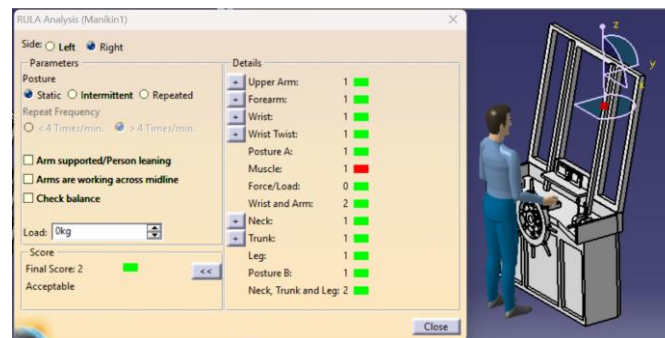 RULA Analysis (Manikin1)
Side: Left Right
Parameters
Posture
Static Intermittent Repeated
Repeat Frequency
< 4 Times/min. > 4 Times/min.
Arm supported/Person leaning
Arms are working across midline
Check balance
Load: 0kg
Score
Final Score: 2
<<
Acceptable
Details
Upper Arm: 1
Forearm: 1
Wrist: 1
Wrist Twist: 1
Posture A: 1
Muscle: 1
Force/Load: 0
Wrist and Arm: 2
Neck: 1
Trunk: 1
Leg: 1
Posture B: 1
Neck, Trunk and Leg: 2
Close
z
y